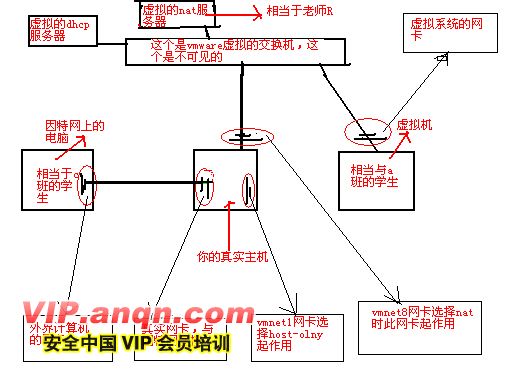 虚拟的nat服
务器
相当于老师R
虚拟的dhcp
服务器
这个是vmware虚拟的交换机，这
个是不可见的
虚拟系统的网
卡
因特网上的
电脑
虚拟机
相当于c
班的学
生
相当与a
班的学生
你的真实主机
外界计算机
的
真实网卡，与
vmnet1网卡选
择host-olny
起作用
vmnet8网卡选择nat
时此网卡起作用
VIP.anqn.com
安全中国 VIP 会员培训